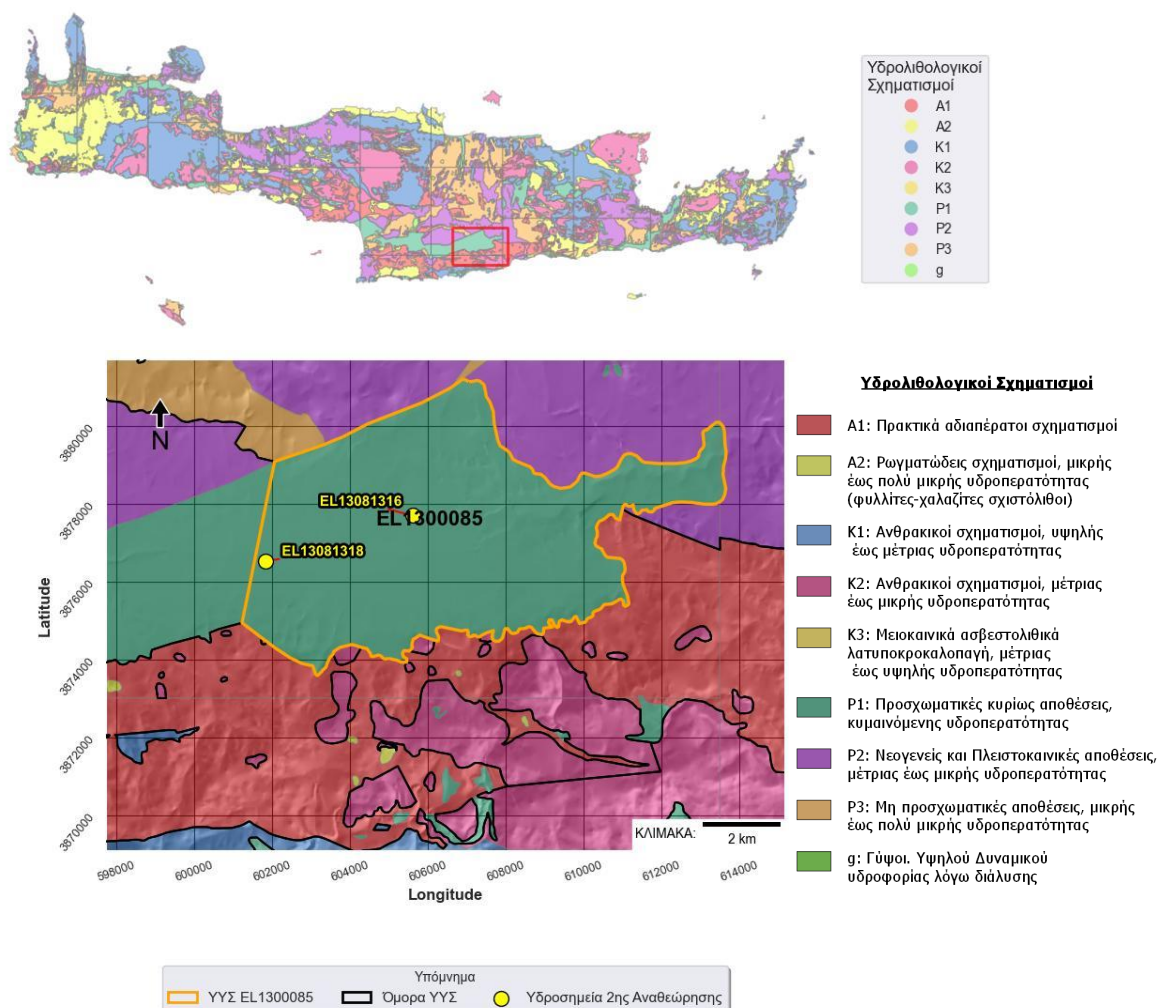 Υδρολιθολογικοί
Σχηματισμοί
A1
A2
K1
K2
K3
P1
P2
P3
g
Υδρολιθολογικοί Σχηματισμοί
Α1: Πρακτικά αδιαπέρατοι σχηματισμοί
Α2: Ρωγματώδεις σχηματισμοί, μικρής
έως πολύ μικρής υδροπερατότητας
(φυλλίτες-χαλαζίτες σχιστόλιθοι)
Κ1: Ανθρακικοί σχηματισμοί, υψηλής
έως μέτριας υδροπερατότητας
Κ2: Ανθρακικοί σχηματισμοί, μέτριας
έως μικρής υδροπερατότητας
Κ3: Μειοκαινικά ασβεστολιθικά
λατυποκροκαλοπαγή, μέτριας
έως υψηλής υδροπερατότητας
P1: Προσχωματικές κυρίως αποθέσεις,
κυμαινόμενης υδροπερατότητας
P2: Νεογενείς και Πλειστοκαινικές αποθέσεις,
μέτριας έως μικρής υδροπερατότητας
P3: Μη προσχωματικές αποθέσεις, μικρής
έως πολύ μικρής υδροπερατότητας
g: Γύψοι. Υψηλού Δυναμικού
υδροφορίας λόγω διάλυσης
N
EL13081316
EL1300085
EL13081318
Latitude
3880000
3878000
3876000
3874000
3872000
3870000
ΚΛΙΜΑΚΑ:
2 km
598000
600000
602000
604000
606000
608000
610000
612000
614000
Longitude
Υπόμνημα
ΥΥΣ EL1300085
Όμορα ΥΥΣ
Υδροσημεία 2ης Αναθεώρησης